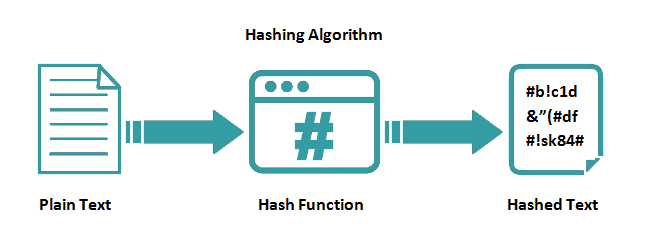 Hashing Algorithm
#
#b!c1d
&”(#df
#!sk84#
Plain Text
Hash Function
Hashed Text